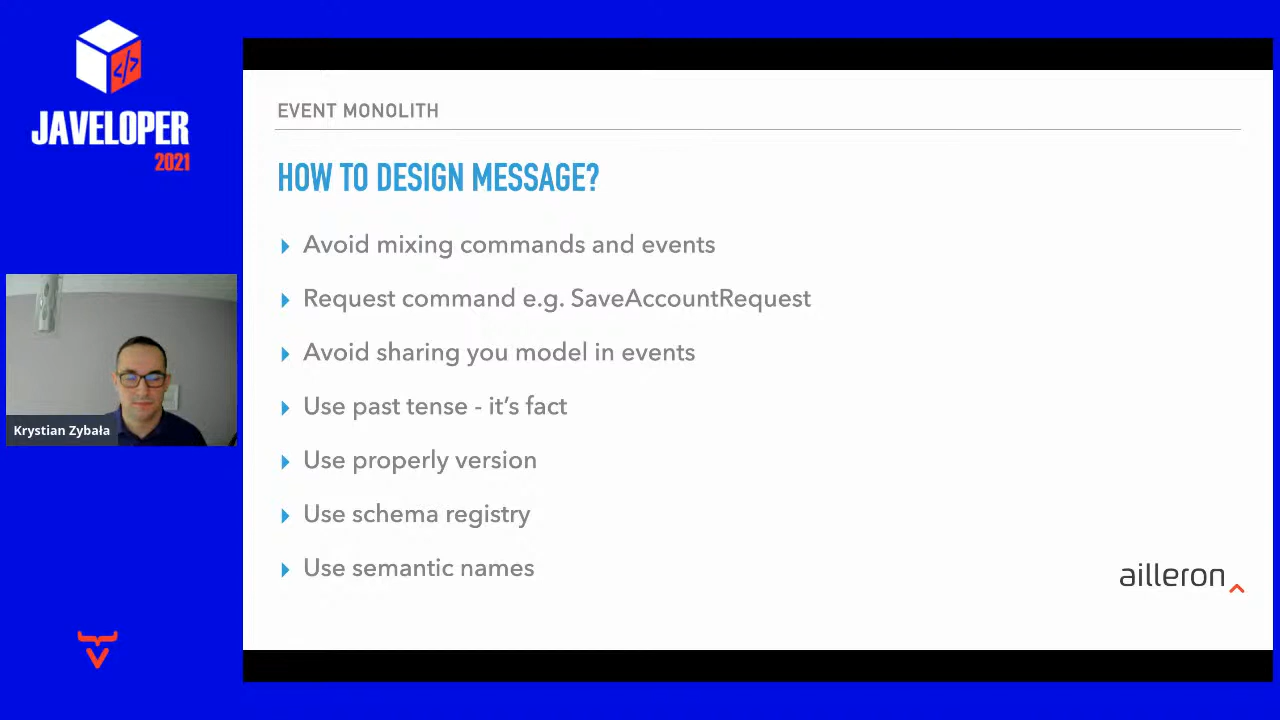 </>
JAVELOPER
2021
Krystian Zybała
EVENT MONOLITH
HOW TO DESIGN MESSAGE?
Avoid mixing commands and events
Request command e.g. SaveAccountRequest
Avoid sharing you model in events
Use past tense - it's fact
Use properly version
Use schema registry
Use semantic names
ailleron